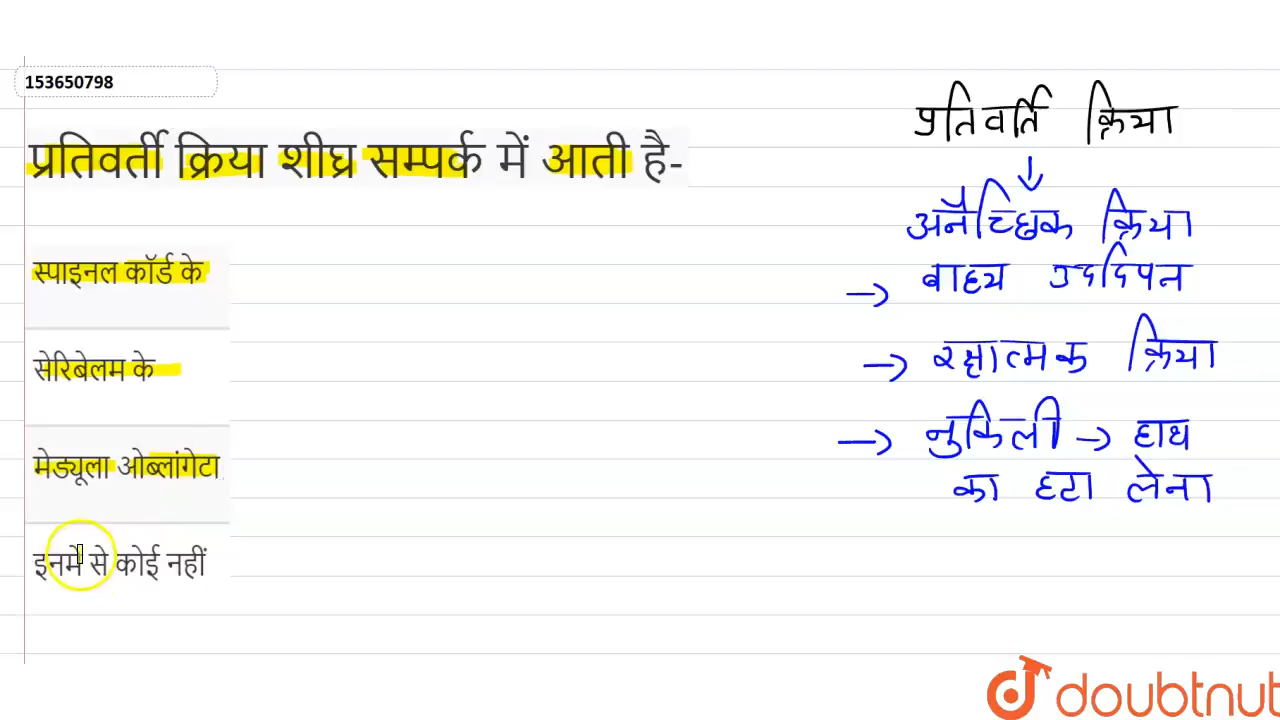 153650798
प्रतिवर्ती क्रिया शीघ्र सम्पर्क में आती है-
स्पाइनल कॉर्ड के
सेरिबेलम के
मेड्यूला ओब्लांगेटा
इनमें से कोई नहीं
प्रतिवर्ति क्रिया
↓
अनैच्छिक क्रिया
→ बाह्य उददिपन
→ रक्षात्मक क्रिया
→ नुकिली → हाथ
का हटा लेना
doubtnut